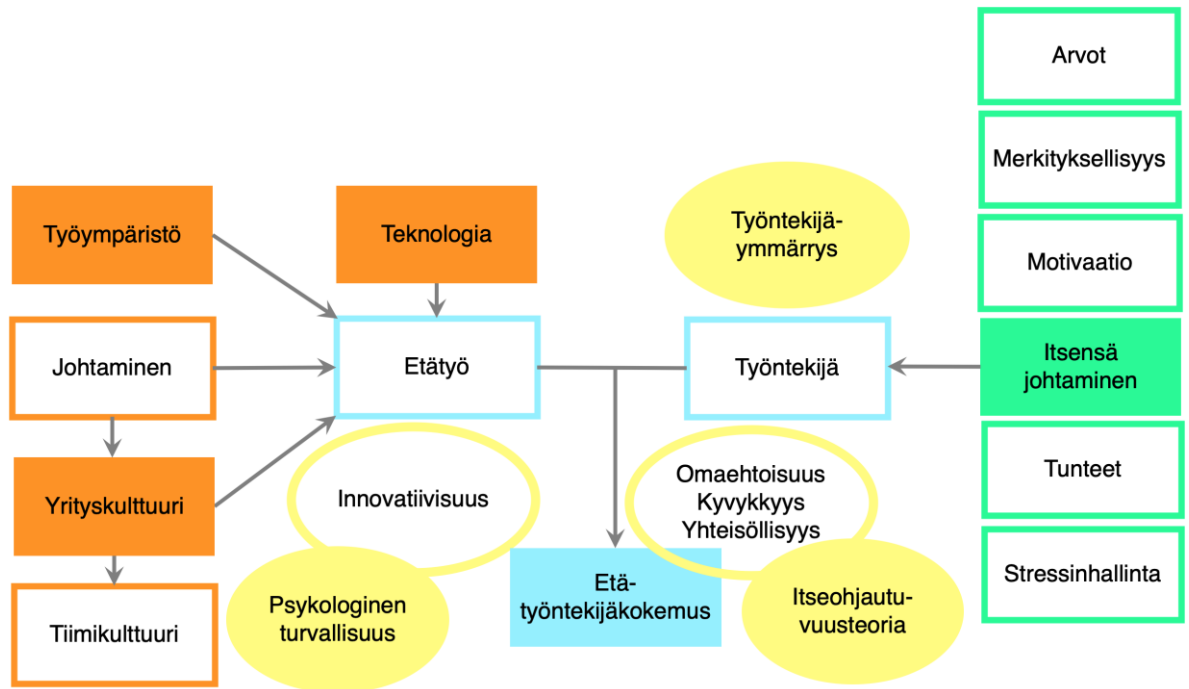 Arvot
Merkityksellisyys
Motivaatio
Itsensä
johtaminen
Tunteet
Stressinhallinta
Työntekijä-
ymmärrys
Työympäristö
Teknologia
Johtaminen
Etätyö
Työntekijä
Yrityskulttuuri
Innovatiivisuus
Omaehtoisuus
Kyvykkyys
Yhteisöllisyys
Tiimikulttuuri
Psykologinen
turvallisuus
Etä-
työntekijäkokemus
Itseohjautu-
vuusteoria